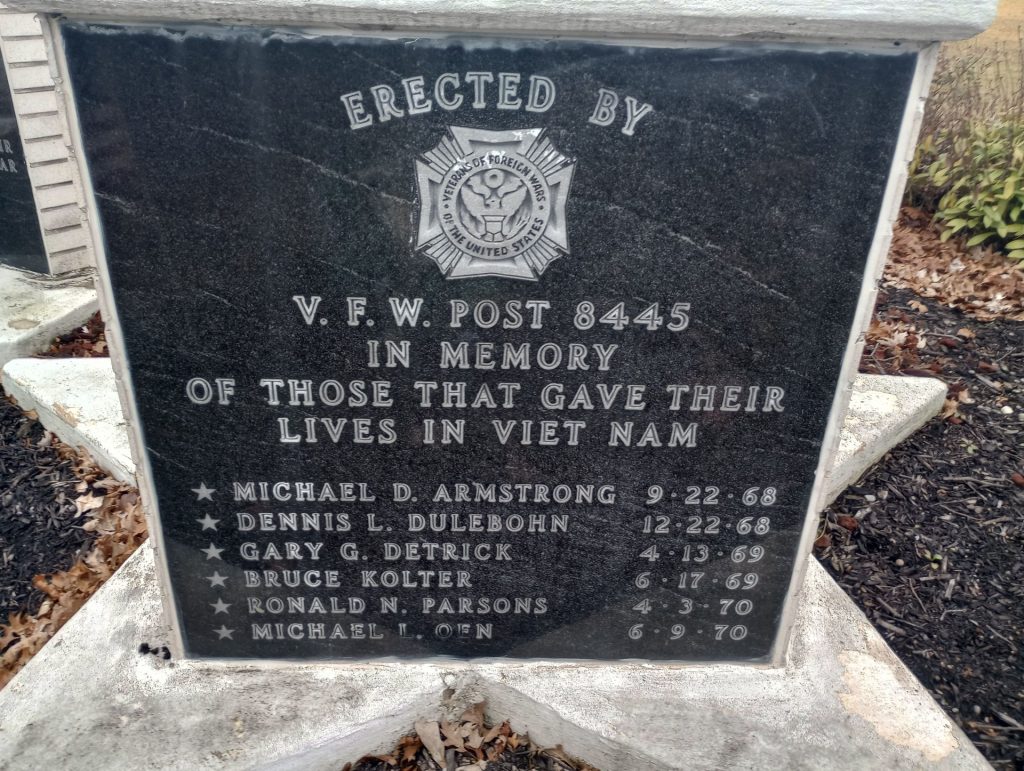 ERECTED BY
VETERANS OF FOREIGN WARS
OF THE UNITED STATES
V. F. W. POST 8445
IN MEMORY
OF THOSE THAT GAVE THEIR
LIVES IN VIET NAM
★ MICHAEL D. ARMSTRONG 9·22·68
★ DENNIS L. DULEBOHN 12·22·68
★ GARY G. DETRICK 4·13·69
★ BRUCE KOLTER 6·17·69
★ RONALD N. PARSONS 4·3·70
★ MICHAEL L. OEN 6·9·70